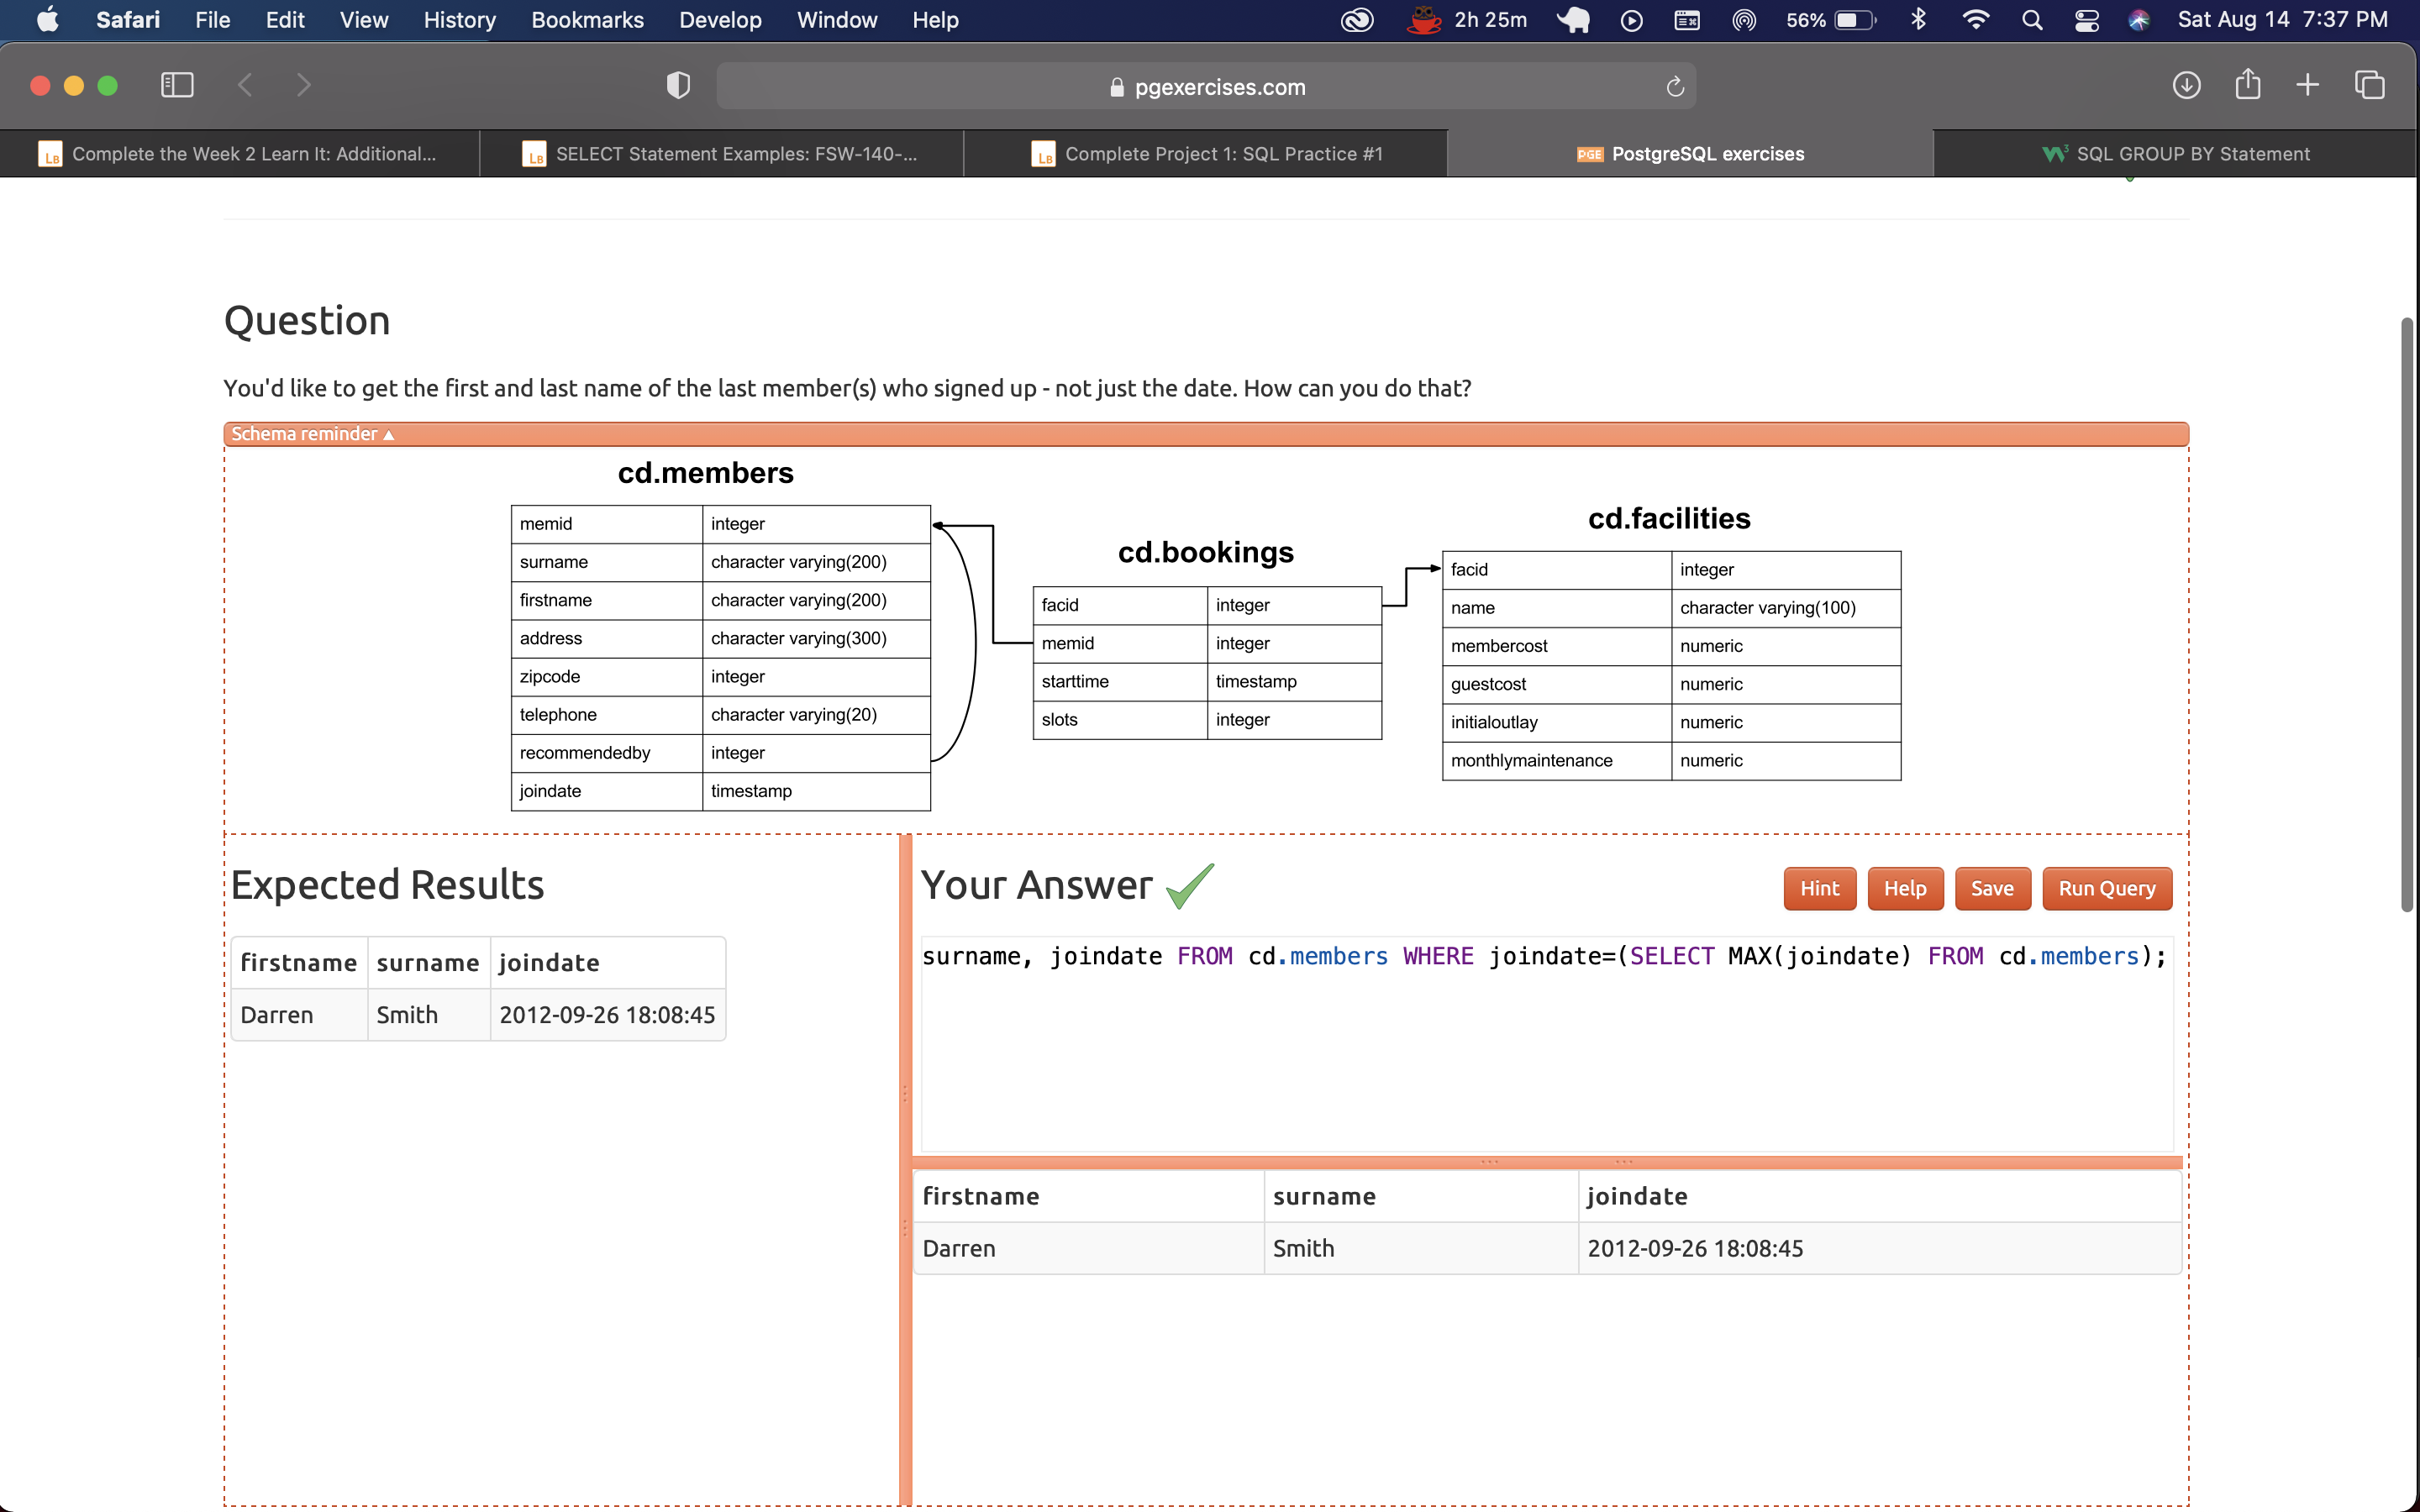 Safari File Edit View History Bookmarks Develop Window Help 2h 25m 56% Sat Aug 14 7:37 PM
pgexercises.com
LB Complete the Week 2 Learn It: Additional... LB SELECT Statement Examples: FSW-140-... LB Complete Project 1: SQL Practice #1 PGE PostgreSQL exercises W3 SQL GROUP BY Statement
Question
You'd like to get the first and last name of the last member(s) who signed up - not just the date. How can you do that?
Schema reminder ▲
cd.members
memid integer
surname character varying(200)
firstname character varying(200)
address character varying(300)
zipcode integer
telephone character varying(20)
recommendedby integer
joindate timestamp
cd.bookings
facid integer
memid integer
starttime timestamp
slots integer
cd.facilities
facid integer
name character varying(100)
membercost numeric
guestcost numeric
initialoutlay numeric
monthlymaintenance numeric
Expected Results
firstname surname joindate
Darren Smith 2012-09-26 18:08:45
Your Answer
Hint Help Save Run Query
surname, joindate FROM cd.members WHERE joindate=(SELECT MAX(joindate) FROM cd.members);
firstname surname joindate
Darren Smith 2012-09-26 18:08:45